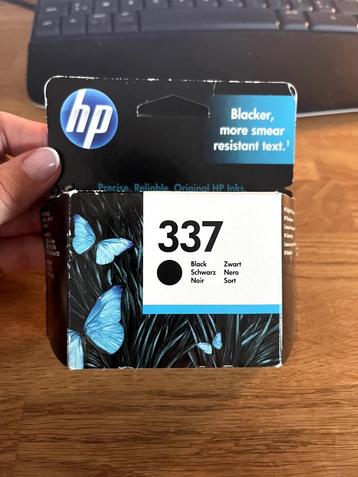 hp
Blacker,
more smear
resistant text.¹
Precise. Reliable. Original HP Inks.
337
Black Zwart
Schwarz Nero
Noir Sort